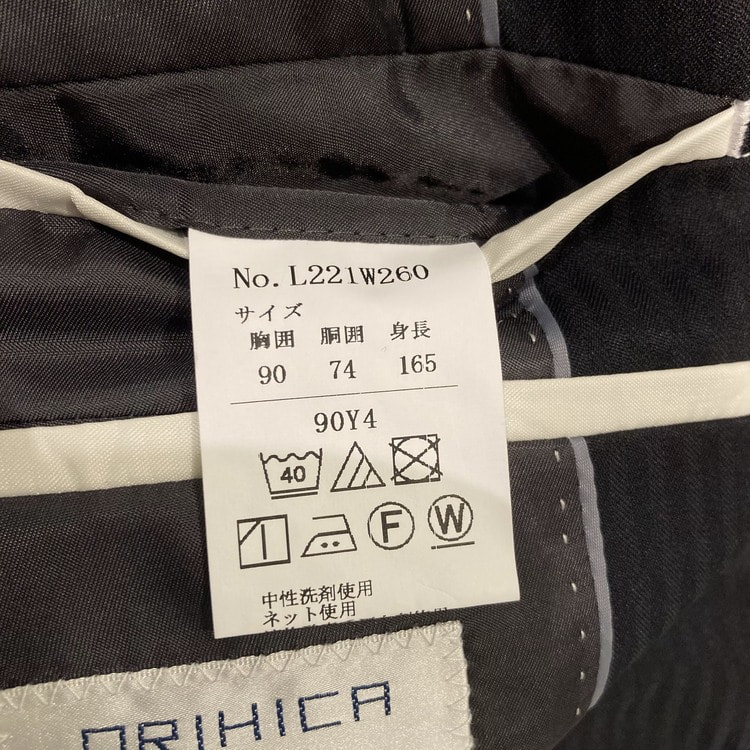 No. L221W260
サイズ
胸囲 胴囲 身長
90 74 165
90Y4
40
F W
中性洗剤使用
ネット使用
ORIHICA